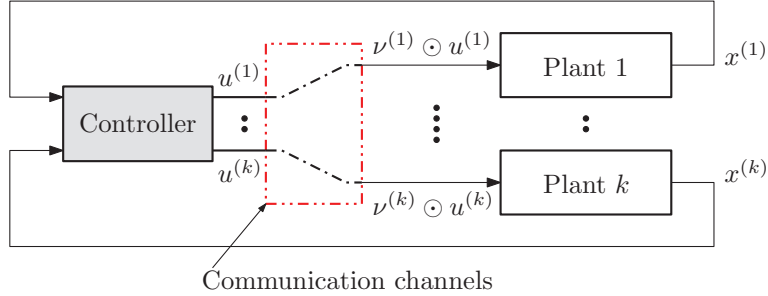 ν^(1) ⊙ u^(1)
Plant 1
x^(1)
u^(1)
Controller
u^(k)
Plant k
x^(k)
ν^(k) ⊙ u^(k)
Communication channels